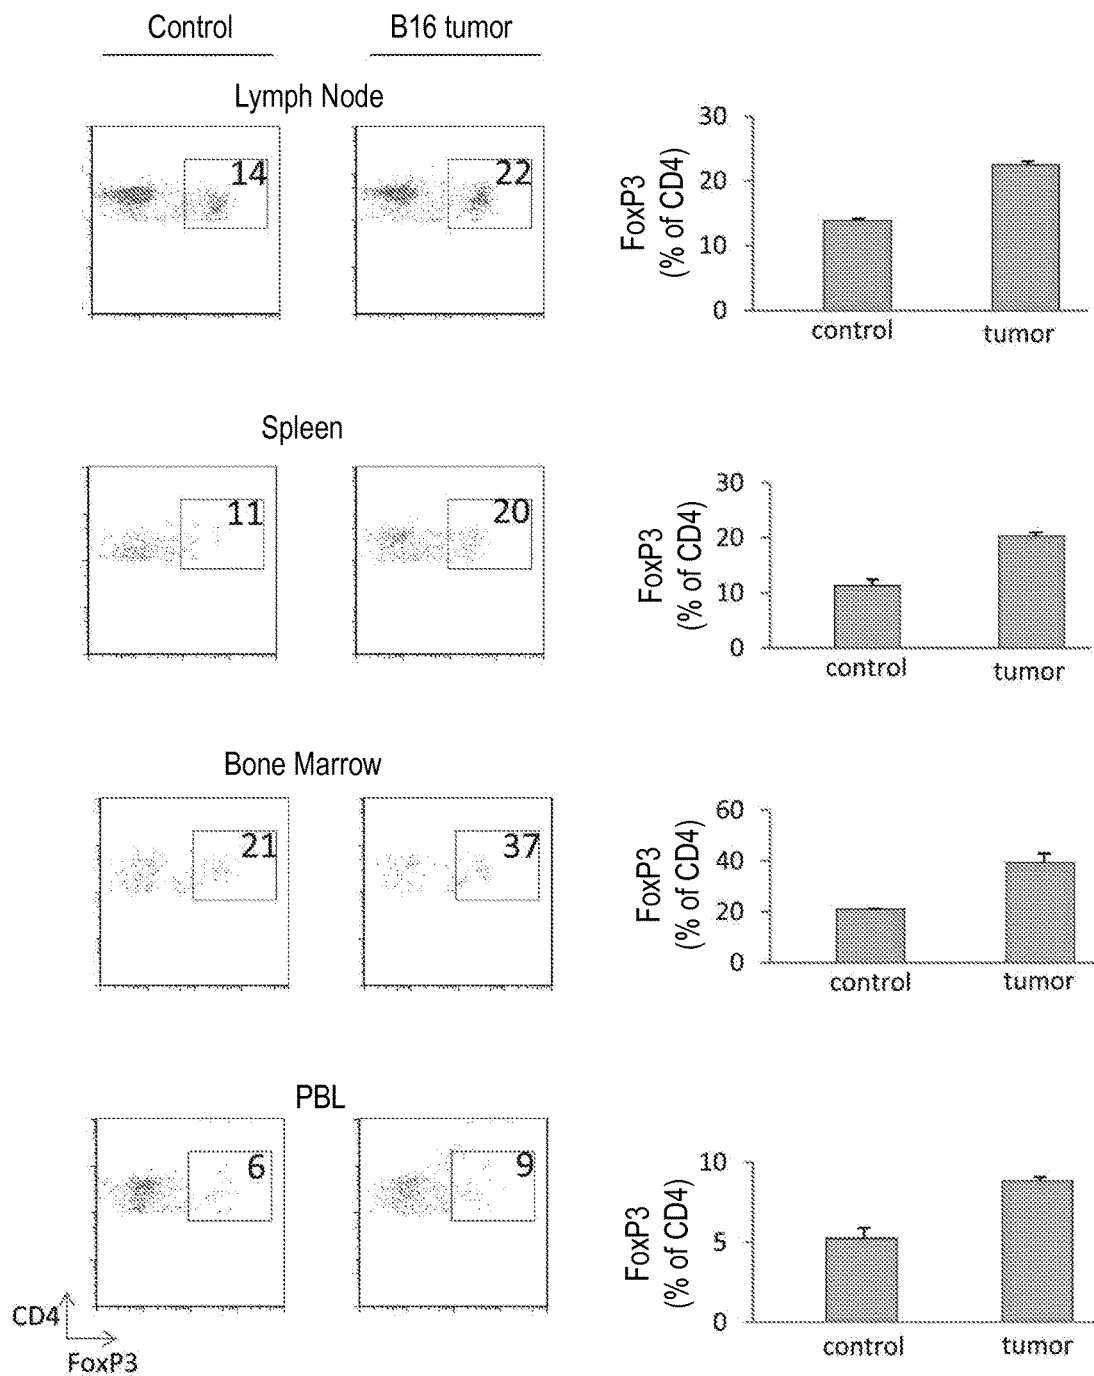 Control B16 tumor
Lymph Node
14 22
FoxP3
(% of CD4)
30
20
10
0
control tumor
Spleen
11 20
FoxP3
(% of CD4)
30
20
10
0
control tumor
Bone Marrow
21 37
FoxP3
(% of CD4)
60
40
20
0
control tumor
PBL
6 9
FoxP3
(% of CD4)
10
5
0
control tumor
CD4
FoxP3